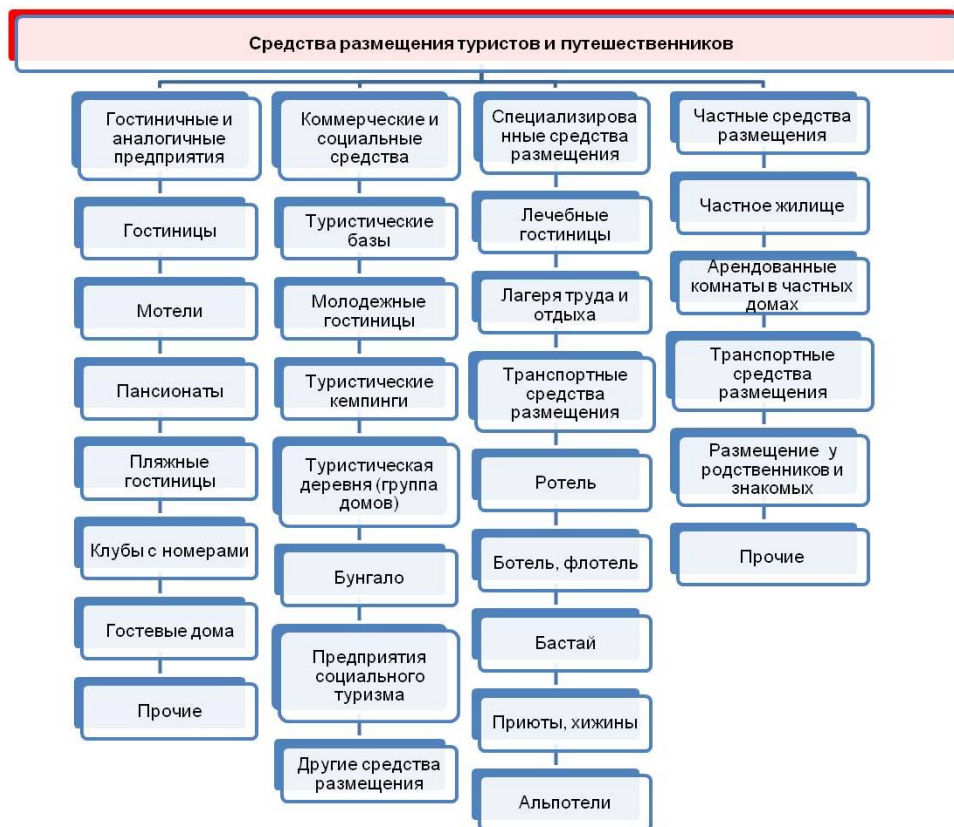 Средства размещения туристов и путешественников
Гостиничные и
аналогичные
предприятия
Гостиницы
Мотели
Пансионаты
Пляжные
гостиницы
Клубы с номерами
Гостевые дома
Прочие
Коммерческие и
социальные
средства
Туристические
базы
Молодежные
гостиницы
Туристические
кемпинги
Туристическая
деревня (группа
домов)
Бунгало
Предприятия
социального
туризма
Другие средства
размещения
Специализирова
нные средства
размещения
Лечебные
гостиницы
Лагеря труда и
отдыха
Транспортные
средства
размещения
Ротель
Ботель, флотель
Бастай
Приюты, хижины
Альпотели
Частные средства
размещения
Частное жилище
Арендованные
комнаты в частных
домах
Транспортные
средства
размещения
Размещение у
родственников и
знакомых
Прочие